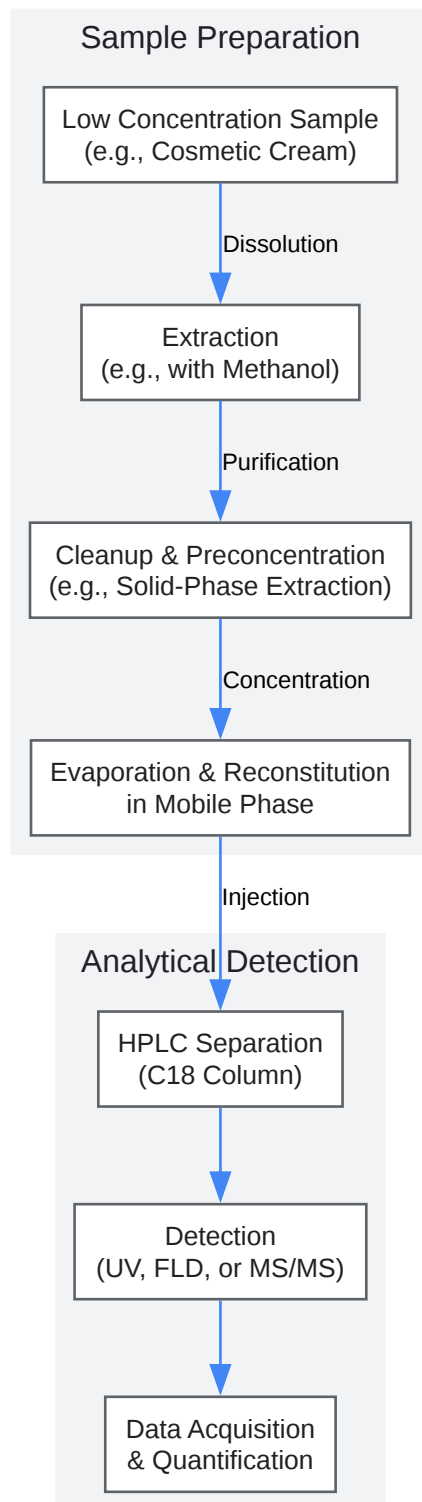 Sample Preparation
Low Concentration Sample
(e.g., Cosmetic Cream)
Dissolution
Extraction
(e.g., with Methanol)
Purification
Cleanup & Preconcentration
(e.g., Solid-Phase Extraction)
Concentration
Evaporation & Reconstitution
in Mobile Phase
Injection
Analytical Detection
HPLC Separation
(C18 Column)
Detection
(UV, FLD, or MS/MS)
Data Acquisition
& Quantification